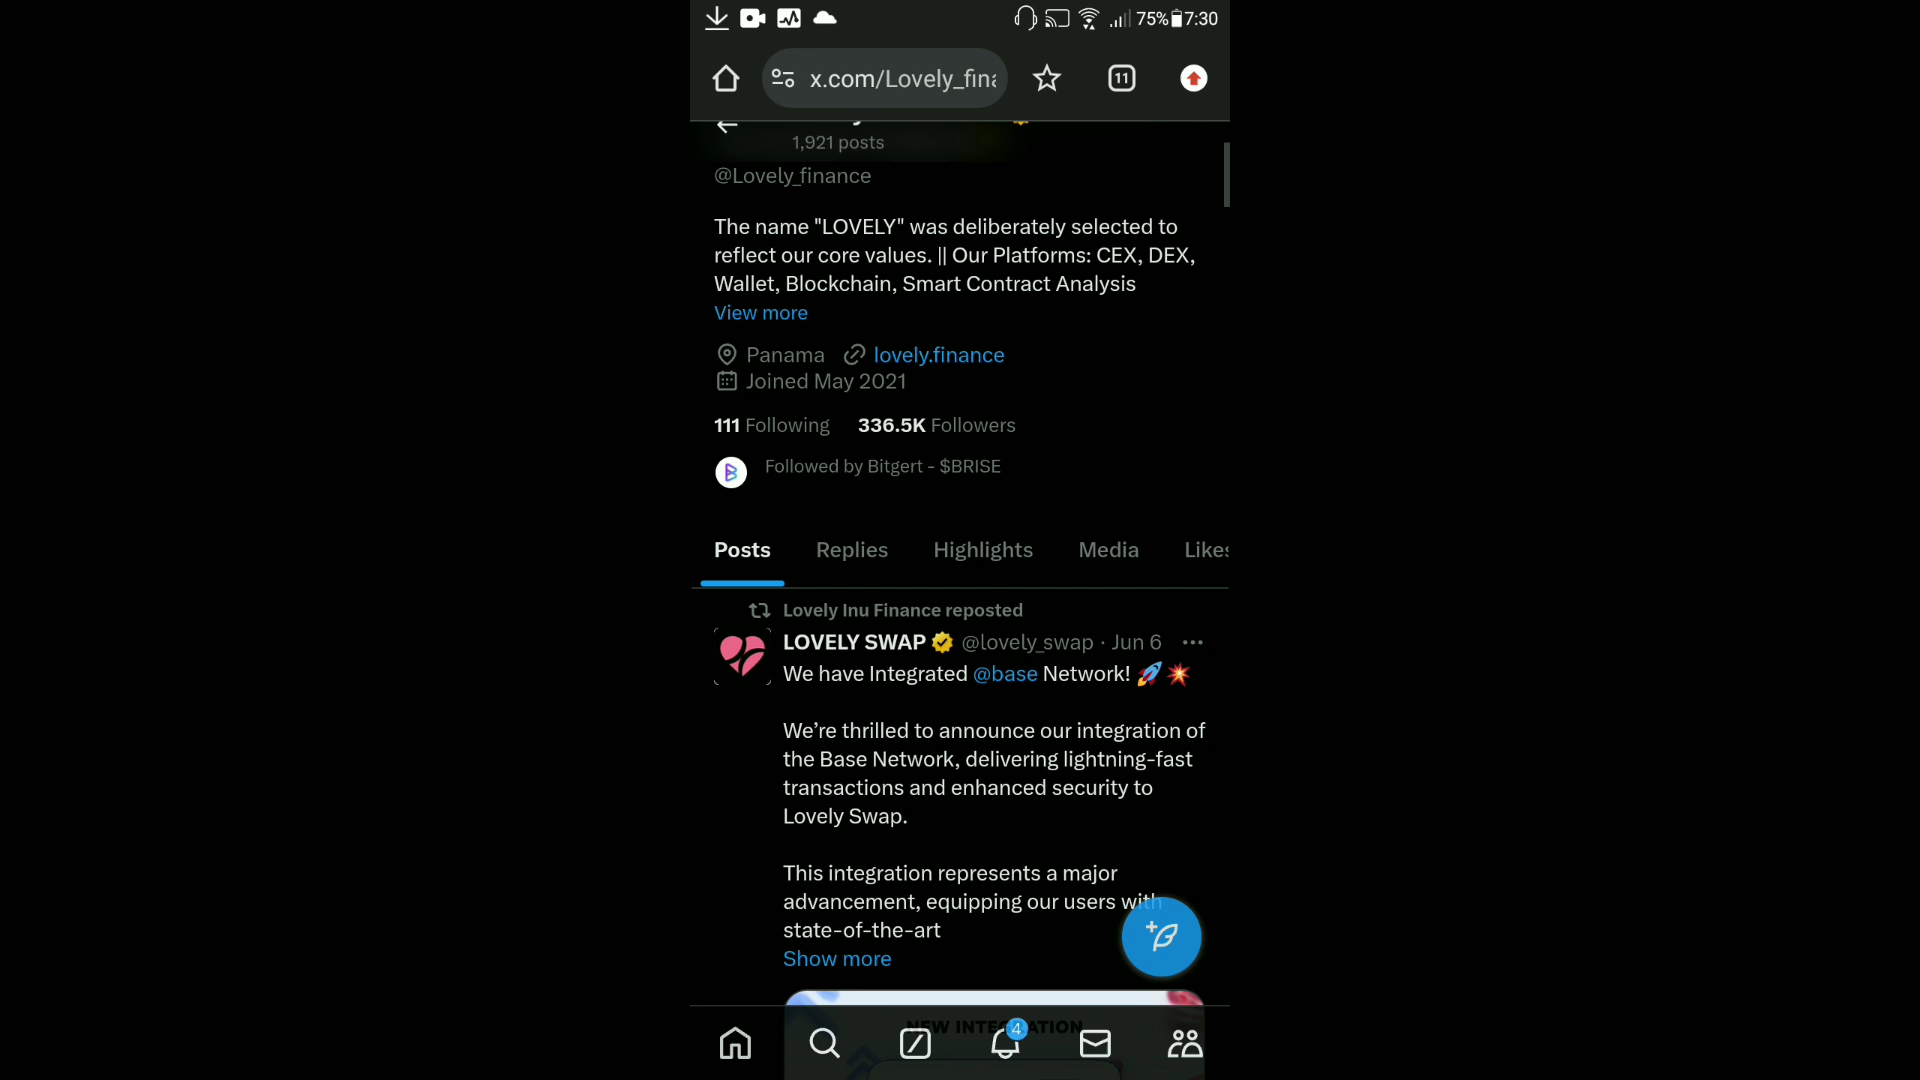 75% 7:30
x.com/Lovely_fina
11
1,921 posts
@Lovely_finance
The name "LOVELY" was deliberately selected to
reflect our core values. || Our Platforms: CEX, DEX,
Wallet, Blockchain, Smart Contract Analysis
View more
Panama lovely.finance
Joined May 2021
111 Following 336.5K Followers
Followed by Bitgert - $BRISE
Posts Replies Highlights Media Likes
Lovely Inu Finance reposted
LOVELY SWAP @lovely_swap · Jun 6
We have Integrated @base Network! 🚀💥
We’re thrilled to announce our integration of
the Base Network, delivering lightning-fast
transactions and enhanced security to
Lovely Swap.
This integration represents a major
advancement, equipping our users with
state-of-the-art
Show more
NEW INTEGRATION
4